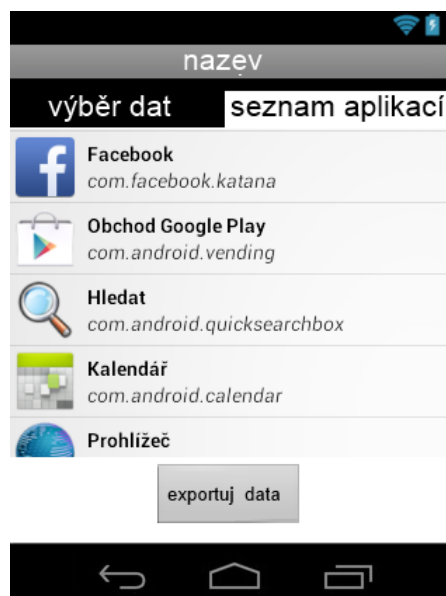 nazev
výběr dat seznam aplikací
Facebook
com.facebook.katana
Obchod Google Play
com.android.vending
Hledat
com.android.quicksearchbox
Kalendář
com.android.calendar
Prohlížeč
exportuj data